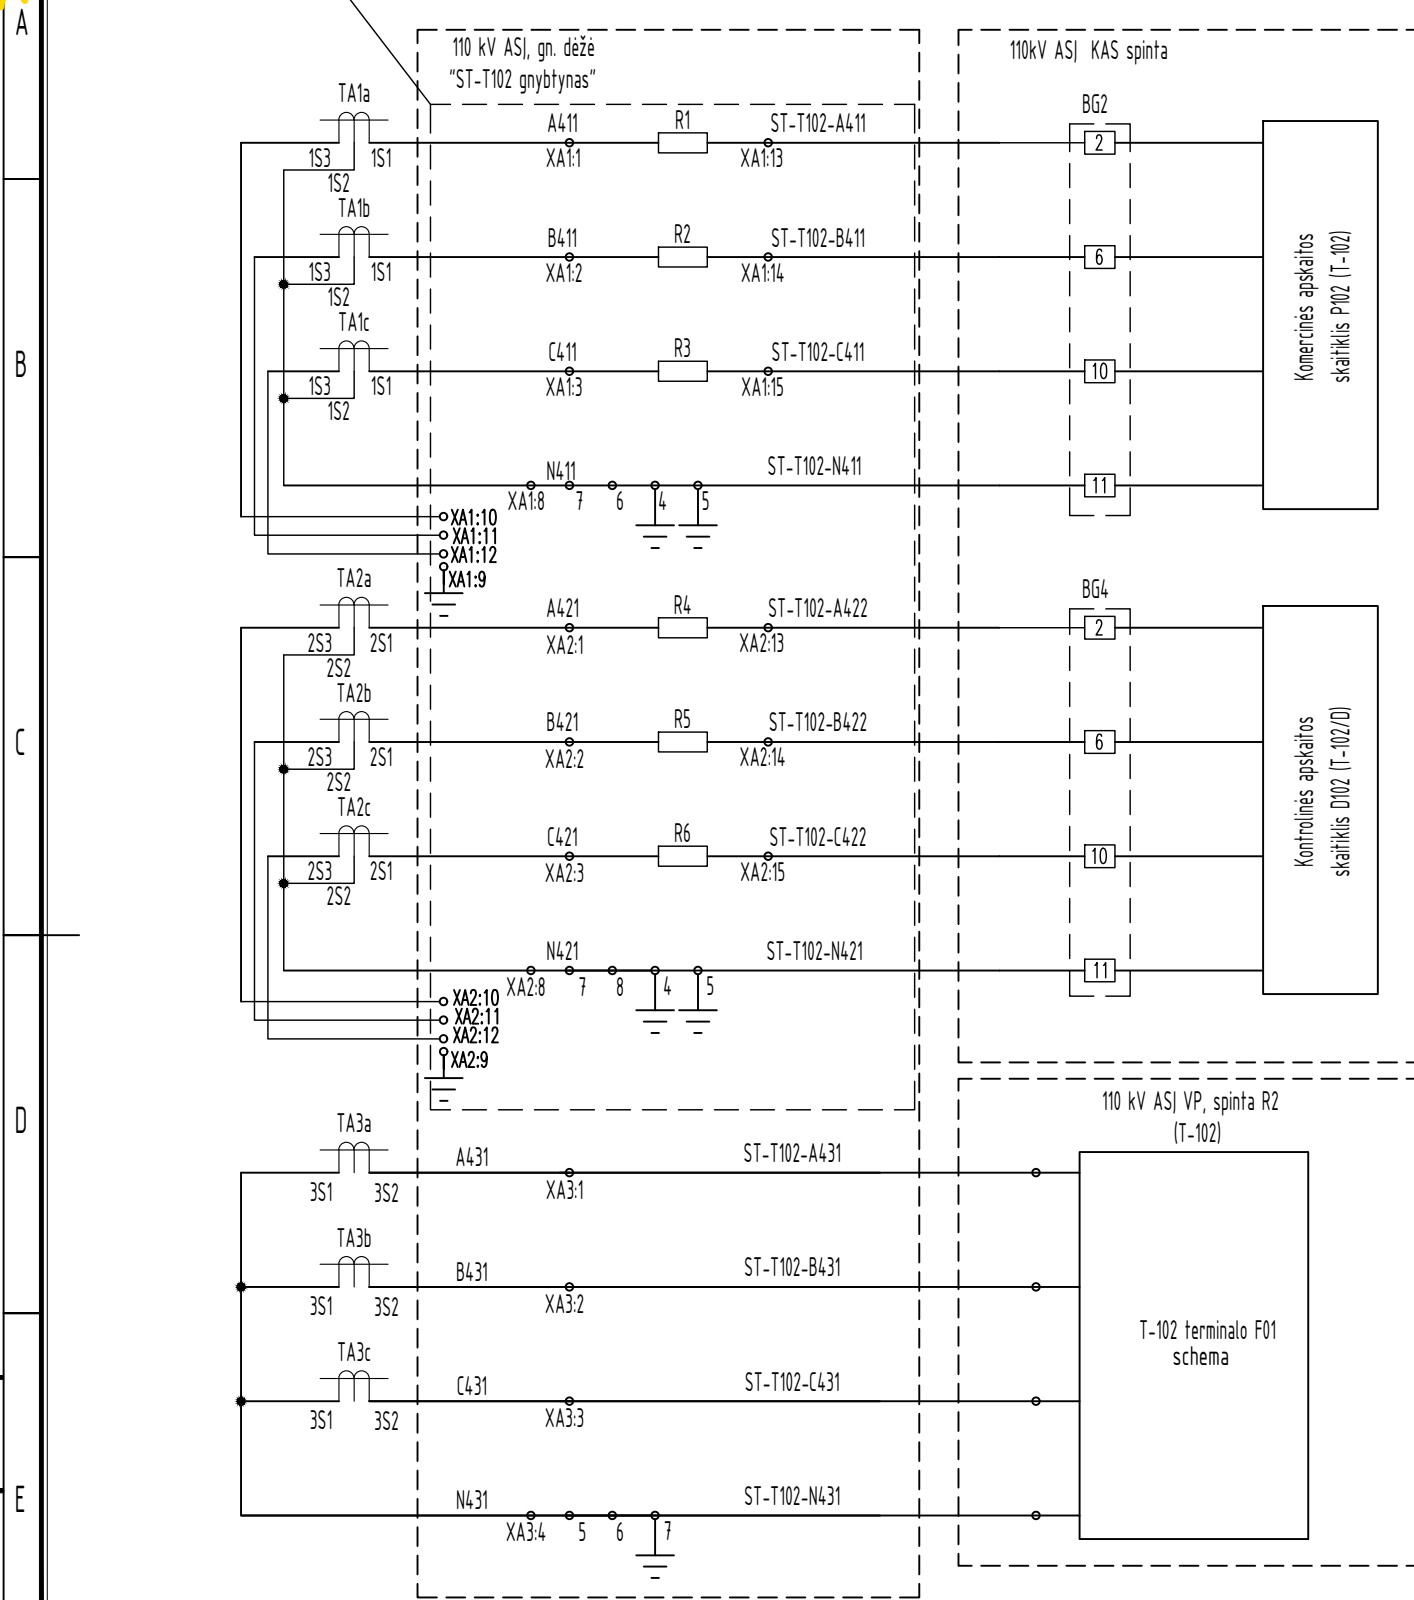 A
B
C
D
E
110 kV ASĮ, gn. dėžė
"ST-T102 gnybtynas"
110kV ASĮ KAS spinta
TA1a
1S3
1S2
1S1
A411
XA1:1
R1
ST-T102-A411
XA1:13
BG2
2
TA1b
1S3
1S2
1S1
B411
XA1:2
R2
ST-T102-B411
XA1:14
6
TA1c
1S3
1S2
1S1
C411
XA1:3
R3
ST-T102-C411
XA1:15
10
N411
XA1:8
7
6
4
5
ST-T102-N411
11
Komercinės apskaitos
skaitiklis P102 (T-102)
XA1:10
XA1:11
XA1:12
XA1:9
TA2a
2S3
2S2
2S1
A421
XA2:1
R4
ST-T102-A422
XA2:13
BG4
2
TA2b
2S3
2S2
2S1
B421
XA2:2
R5
ST-T102-B422
XA2:14
6
TA2c
2S3
2S2
2S1
C421
XA2:3
R6
ST-T102-C422
XA2:15
10
N421
XA2:8
7
8
4
5
ST-T102-N421
11
Kontrolinės apskaitos
skaitiklis D102 (T-102/D)
XA2:10
XA2:11
XA2:12
XA2:9
110 kV ASĮ VP, spinta R2
(T-102)
TA3a
3S1
3S2
A431
XA3:1
ST-T102-A431
TA3b
3S1
3S2
B431
XA3:2
ST-T102-B431
TA3c
3S1
3S2
C431
XA3:3
ST-T102-C431
N431
XA3:4
5
6
7
ST-T102-N431
T-102 terminalo F01
schema